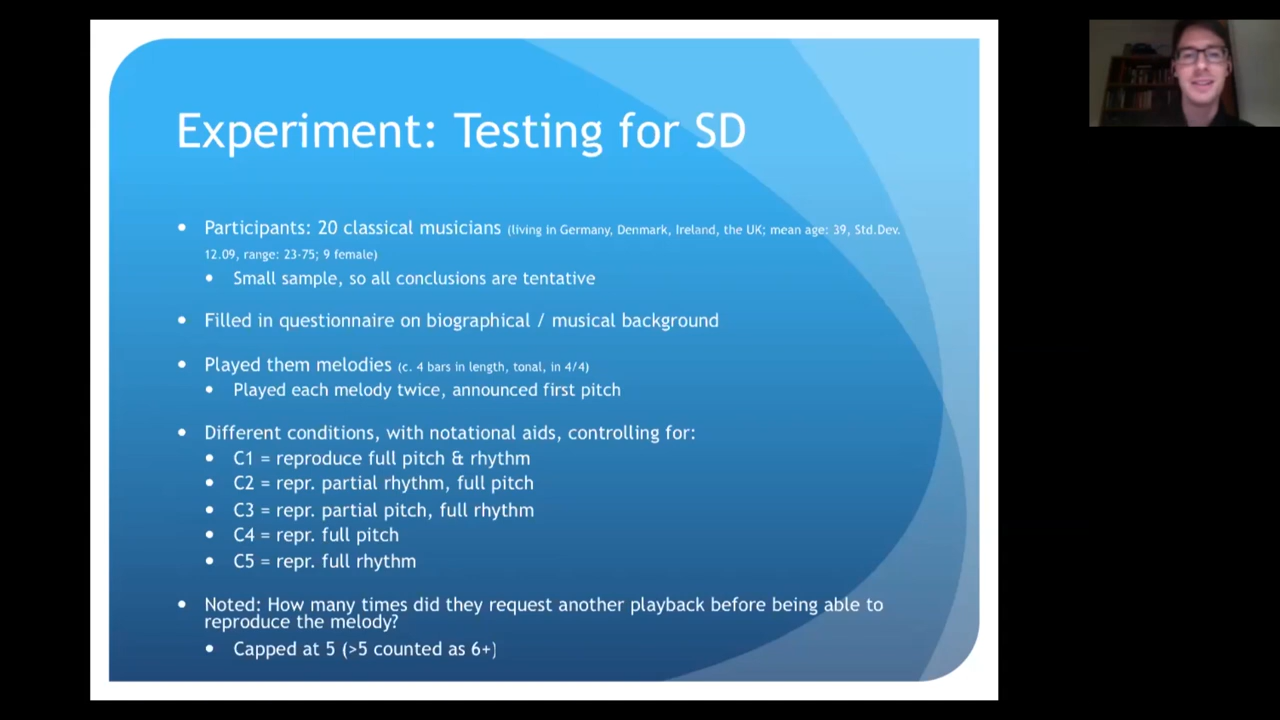 Experiment: Testing for SD
• Participants: 20 classical musicians (living in Germany, Denmark, Ireland, the UK; mean age: 39, Std.Dev.
12.09, range: 23-75; 9 female)
• Small sample, so all conclusions are tentative
• Filled in questionnaire on biographical / musical background
• Played them melodies (c. 4 bars in length, tonal, in 4/4)
• Played each melody twice, announced first pitch
• Different conditions, with notational aids, controlling for:
• C1 = reproduce full pitch & rhythm
• C2 = repr. partial rhythm, full pitch
• C3 = repr. partial pitch, full rhythm
• C4 = repr. full pitch
• C5 = repr. full rhythm
• Noted: How many times did they request another playback before being able to
reproduce the melody?
• Capped at 5 (>5 counted as 6+)